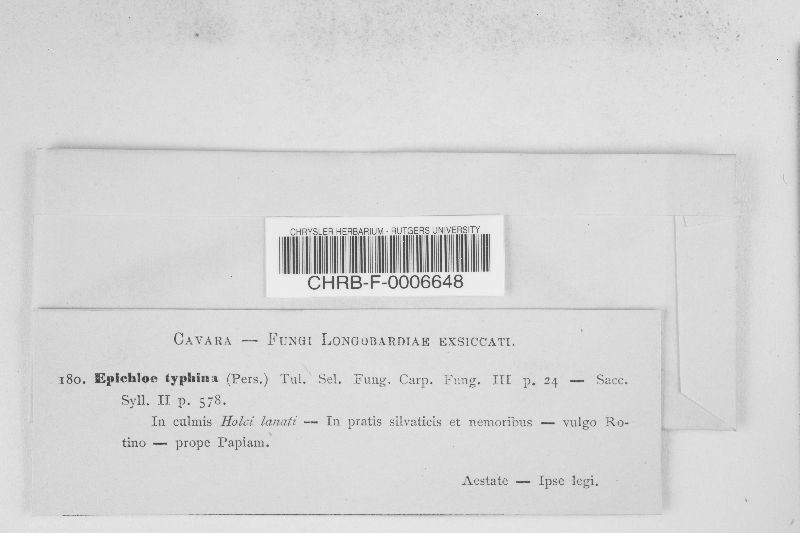 CHRYSLER HERBARIUM - RUTGERS UNIVERSITY
CHRB-F-0006648
CAVARA — FUNGI LONGOBARDIAE EXSICCATI.
180. Epichloe typhina (Pers.) Tul. Sel. Fung. Carp. Fung. III p. 24 — Sacc.
Syll. II p. 578.
In culmis Holci lanati — In pratis silvaticis et nemoribus — vulgo Ro-
tino — prope Papiam.
Aestate — Ipse legi.